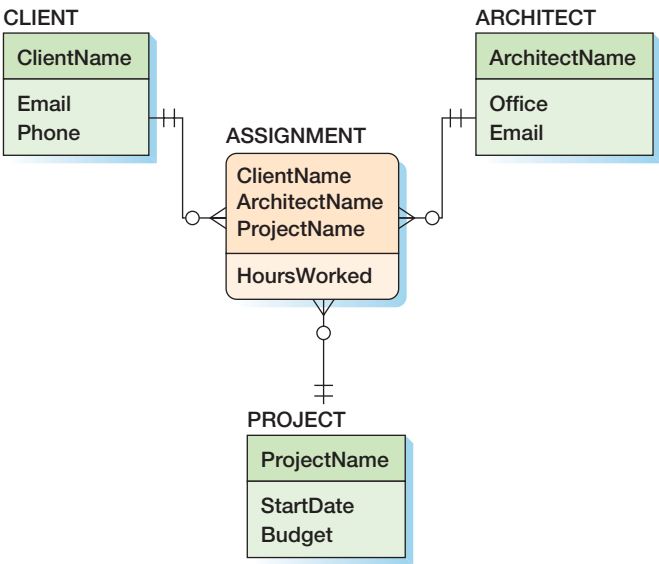 CLIENT
ClientName
Email
Phone
ARCHITECT
ArchitectName
Office
Email
ASSIGNMENT
ClientName
ArchitectName
ProjectName
HoursWorked
PROJECT
ProjectName
StartDate
Budget